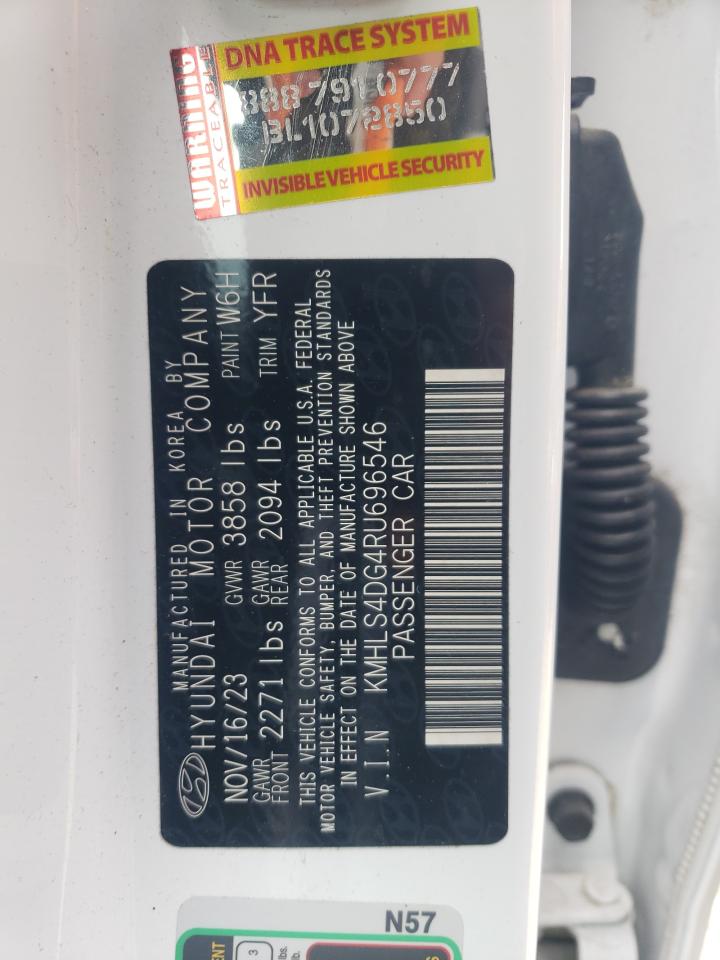 DNA TRACE SYSTEM
WARNING
TRACEABLE
888 7910777
BL1072850
INVISIBLE VEHICLE SECURITY
MANUFACTURED IN KOREA BY
HYUNDAI MOTOR COMPANY
NOV/16/23 GVWR 3858 lbs PAINT W6H
GAWR FRONT 2271 lbs GAWR REAR 2094 lbs TRIM YFR
THIS VEHICLE CONFORMS TO ALL APPLICABLE U.S.A. FEDERAL
MOTOR VEHICLE SAFETY, BUMPER, AND THEFT PREVENTION STANDARDS
IN EFFECT ON THE DATE OF MANUFACTURE SHOWN ABOVE
V.I.N KMHLS4DG4RU696546
PASSENGER CAR
N57
3
lbs.